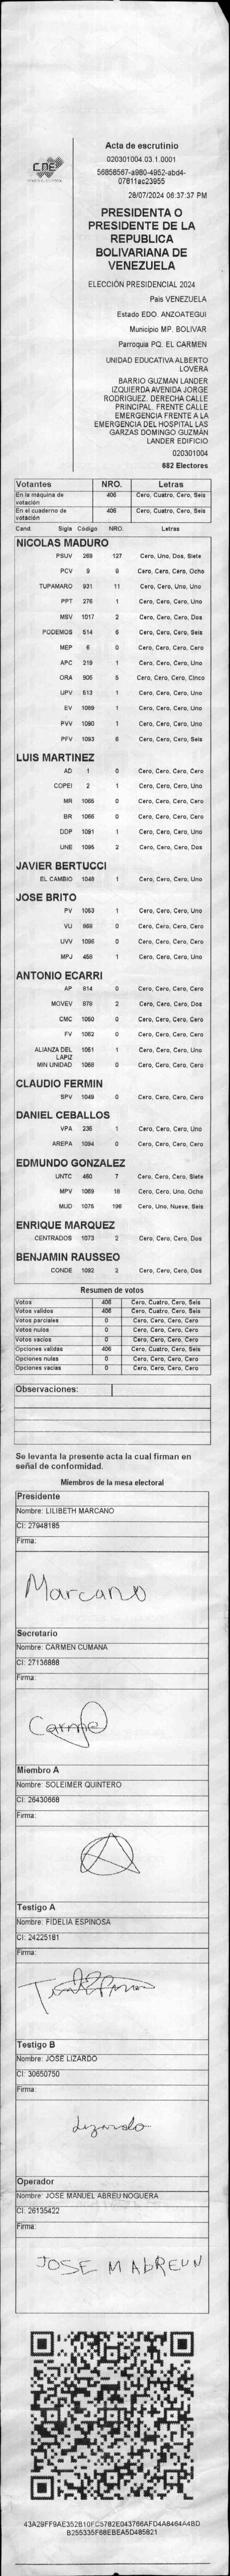 CNE
Acta de escrutinio
020301004.03.1.0001
56858567-a980-4952-abd4-
07811ac23955
28/07/2024 06:37:37 PM
PRESIDENTA O
PRESIDENTE DE LA
REPUBLICA
BOLIVARIANA DE
VENEZUELA
ELECCIÓN PRESIDENCIAL 2024
Pais VENEZUELA
Estado EDO. ANZOATEGUI
Municipio MP. BOLIVAR
Parroquia PQ. EL CARMEN
UNIDAD EDUCATIVA ALBERTO
LOVERA
BARRIO GUZMAN LANDER
IZQUIERDA AVENIDA JORGE
RODRIGUEZ. DERECHA CALLE
PRINCIPAL. FRENTE CALLE
EMERGENCIA FRENTE A LA
EMERGENCIA DEL HOSPITAL LAS
GARZAS DOMINGO GUZMÁN
LANDER EDIFICIO
020301004
682 Electores
Votantes NRO. Letras
En la máquina de votación 406 Cero, Cuatro, Cero, Seis
En el cuaderno de votación 406 Cero, Cuatro, Cero, Seis
Cand. Sigla Código NRO. Letras
NICOLAS MADURO
PSUV 268 127 Cero, Uno, Dos, Siete
PCV 9 8 Cero, Cero, Cero, Ocho
TUPAMARO 931 11 Cero, Cero, Uno, Uno
PPT 276 1 Cero, Cero, Cero, Uno
MSV 1017 2 Cero, Cero, Cero, Dos
PODEMOS 514 6 Cero, Cero, Cero, Seis
MEP 6 0 Cero, Cero, Cero, Cero
APC 219 1 Cero, Cero, Cero, Uno
ORA 905 5 Cero, Cero, Cero, Cinco
UPV 513 1 Cero, Cero, Cero, Uno
EV 1089 1 Cero, Cero, Cero, Uno
PVV 1090 1 Cero, Cero, Cero, Uno
PFV 1093 6 Cero, Cero, Cero, Seis
LUIS MARTINEZ
AD 1 0 Cero, Cero, Cero, Cero
COPEI 2 1 Cero, Cero, Cero, Uno
MR 1065 0 Cero, Cero, Cero, Cero
BR 1066 0 Cero, Cero, Cero, Cero
DDP 1091 1 Cero, Cero, Cero, Uno
UNE 1095 2 Cero, Cero, Cero, Dos
JAVIER BERTUCCI
EL CAMBIO 1048 1 Cero, Cero, Cero, Uno
JOSE BRITO
PV 1053 1 Cero, Cero, Cero, Uno
VU 868 0 Cero, Cero, Cero, Cero
UVV 1096 0 Cero, Cero, Cero, Cero
MPJ 458 1 Cero, Cero, Cero, Uno
ANTONIO ECARRI
AP 814 0 Cero, Cero, Cero, Cero
MOVEV 878 2 Cero, Cero, Cero, Dos
CMC 1050 0 Cero, Cero, Cero, Cero
FV 1062 0 Cero, Cero, Cero, Cero
ALIANZA DEL LAPIZ 1051 1 Cero, Cero, Cero, Uno
MIN UNIDAD 1068 0 Cero, Cero, Cero, Cero
CLAUDIO FERMIN
SPV 1049 0 Cero, Cero, Cero, Cero
DANIEL CEBALLOS
VPA 236 1 Cero, Cero, Cero, Uno
AREPA 1094 0 Cero, Cero, Cero, Cero
EDMUNDO GONZALEZ
UNTC 460 7 Cero, Cero, Cero, Siete
MPV 1069 18 Cero, Cero, Uno, Ocho
MUD 1075 196 Cero, Uno, Nueve, Seis
ENRIQUE MARQUEZ
CENTRADOS 1073 2 Cero, Cero, Cero, Dos
BENJAMIN RAUSSEO
CONDE 1092 2 Cero, Cero, Cero, Dos
Resumen de votos
Votos 406 Cero, Cuatro, Cero, Seis
Votos validos 406 Cero, Cuatro, Cero, Seis
Votos parciales 0 Cero, Cero, Cero, Cero
Votos nulos 0 Cero, Cero, Cero, Cero
Votos vacios 0 Cero, Cero, Cero, Cero
Opciones validas 406 Cero, Cuatro, Cero, Seis
Opciones nulas 0 Cero, Cero, Cero, Cero
Opciones vacias 0 Cero, Cero, Cero, Cero
Observaciones:
Se levanta la presente acta la cual firman en
señal de conformidad.
Miembros de la mesa electoral
Presidente
Nombre: LILIBETH MARCANO
CI: 27948185
Firma:
Marcano
Secretario
Nombre: CARMEN CUMANA
CI: 27136886
Firma:
Carme
Miembro A
Nombre: SOLEIMER QUINTERO
CI: 26430668
Firma:
Testigo A
Nombre: FIDELIA ESPINOSA
CI: 24225181
Firma:
Testigo B
Nombre: JOSE LIZARDO
CI: 30650750
Firma:
Lizardo
Operador
Nombre: JOSE MANUEL ABREU NOGUERA
CI: 26135422
Firma:
JOSE M ABREU N
43A29FF9AE352B10FC5782E043766AFD4A8464A4BD
B255335F68EBEA5D485821